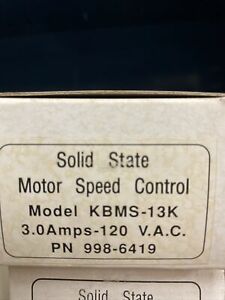 Solid State
Motor Speed Control
Model KBMS-13K
3.0Amps-120 V.A.C.
PN 998-6419
Solid State